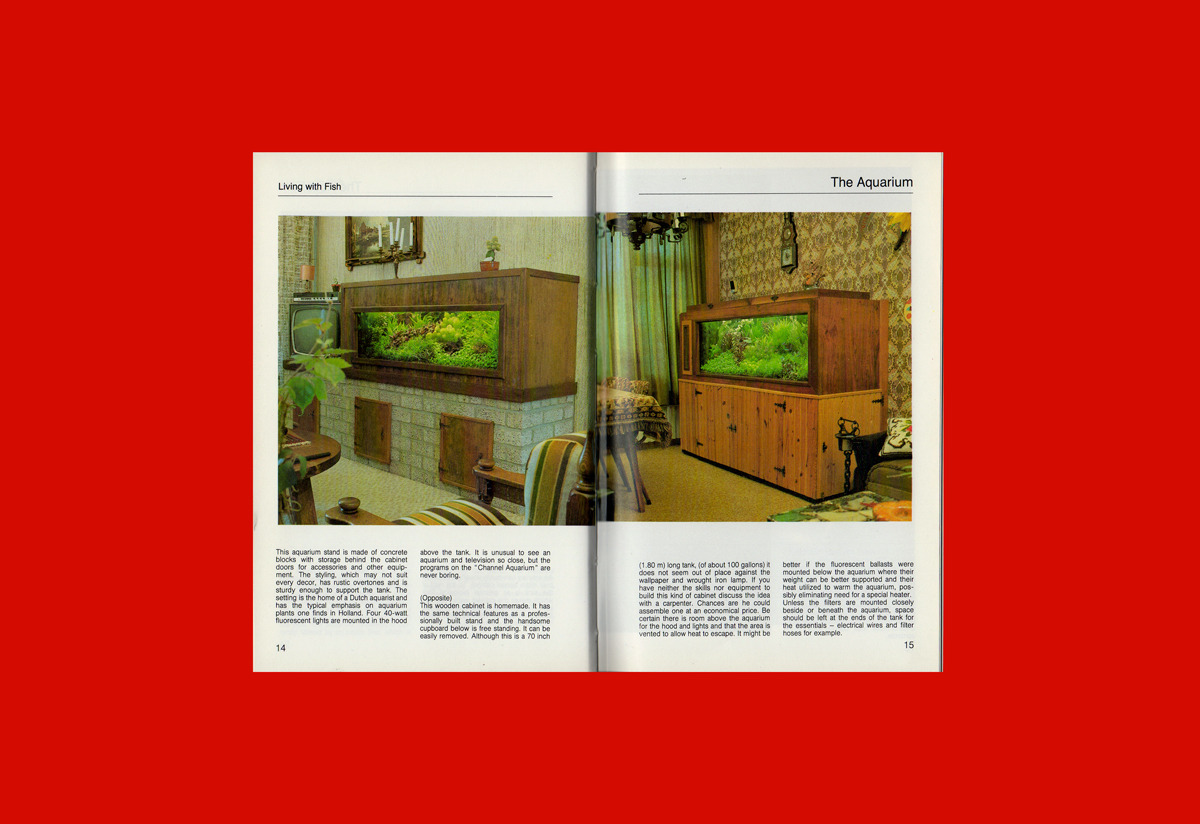 Living with Fish
This aquarium stand is made of concrete
blocks with storage behind the cabinet
doors for accessories and other equip-
ment. The styling, which may not suit
every decor, has rustic overtones and is
sturdy enough to support the tank. The
setting is the home of a Dutch aquarist and
has the typical emphasis on aquarium
plants one finds in Holland. Four 40-watt
fluorescent lights are mounted in the hood
above the tank. It is unusual to see an
aquarium and television so close, but the
programs on the "Channel Aquarium" are
never boring.
(Opposite)
This wooden cabinet is homemade. It has
the same technical features as a profes-
sionally built stand and the handsome
cupboard below is free standing. It can be
easily removed. Although this is a 70 inch
14
The Aquarium
(1.80 m) long tank, (of about 100 gallons) it
does not seem out of place against the
wallpaper and wrought iron lamp. If you
have neither the skills nor equipment to
build this kind of cabinet discuss the idea
with a carpenter. Chances are he could
assemble one at an economical price. Be
certain there is room above the aquarium
for the hood and lights and that the area is
vented to allow heat to escape. It might be
better if the fluorescent ballasts were
mounted below the aquarium where their
weight can be better supported and their
heat utilized to warm the aquarium, pos-
sibly eliminating need for a special heater.
Unless the filters are mounted closely
beside or beneath the aquarium, space
should be left at the ends of the tank for
the essentials – electrical wires and filter
hoses for example.
15